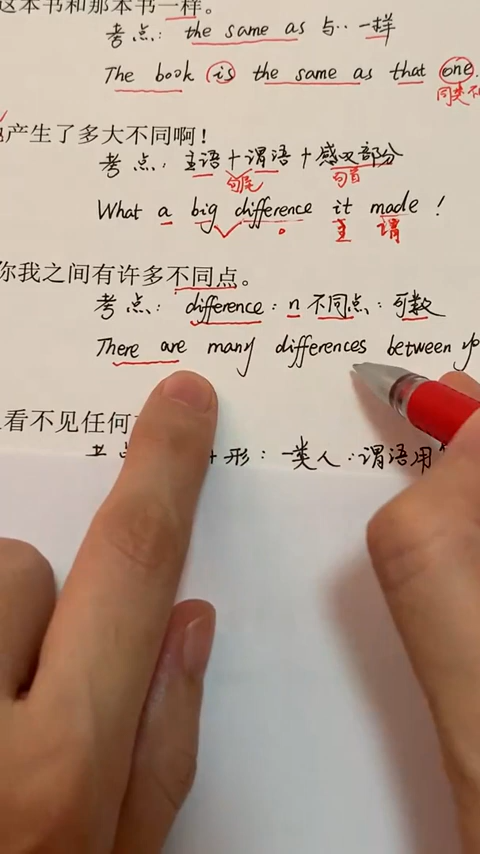 这本书和那本书一样。
考点: the same as 与..一样
The book is the same as that one.
同类
产生了多大不同啊!
考点: 主语+谓语+感叹部分
句尾 句首
What a big difference it made!
主 谓
你我之间有许多不同点。
考点: difference: n 不同点: 可数
There are many differences between
看不见任何
+形: 一类人: 谓语用